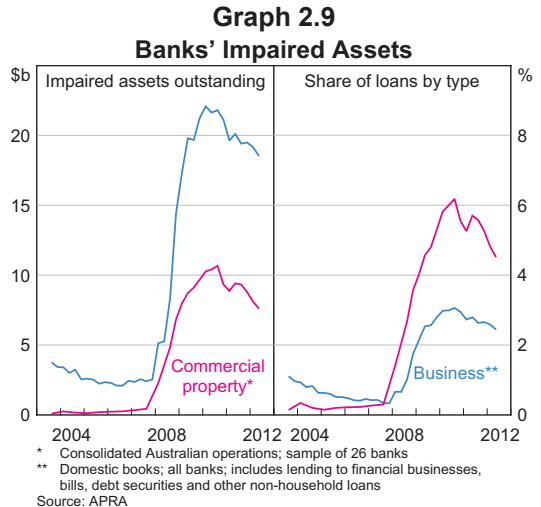 Graph 2.9
Banks' Impaired Assets
$b %
Impaired assets outstanding Share of loans by type
20 8
15 6
10 4
5 2
0 0
Commercial
property*
Business**
2004 2008 2012 2004 2008 2012
* Consolidated Australian operations; sample of 26 banks
** Domestic books; all banks; includes lending to financial businesses,
bills, debt securities and other non-household loans
Source: APRA